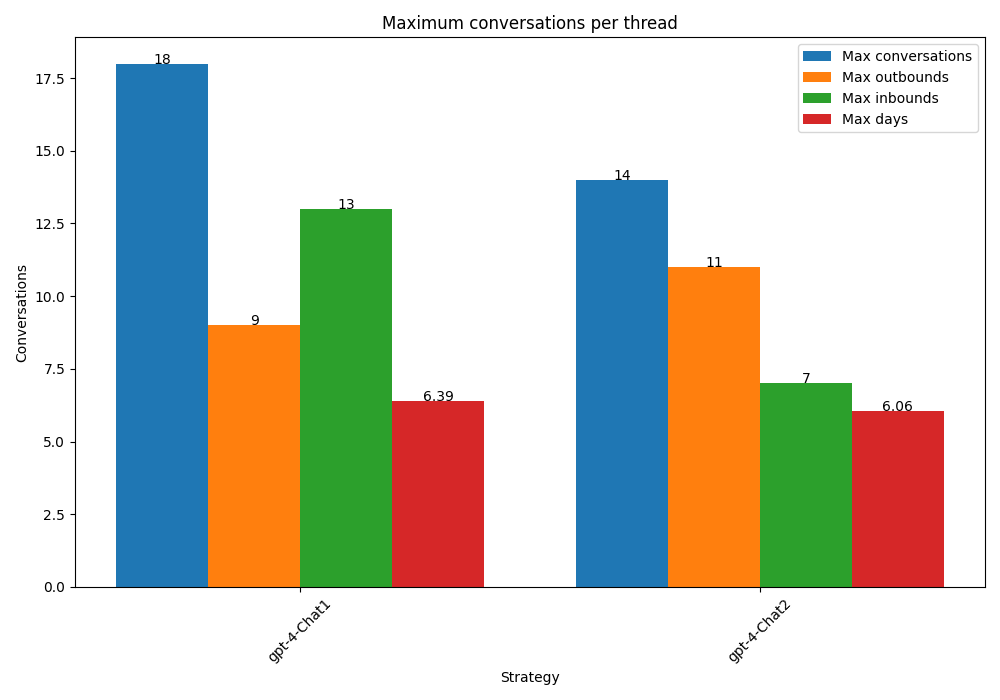 Maximum conversations per thread
Max conversations
Max outbounds
Max inbounds
Max days
Conversations
17.5
15.0
12.5
10.0
7.5
5.0
2.5
0.0
18
9
13
6.39
14
11
7
6.06
gpt-4-Chat1
gpt-4-Chat2
Strategy